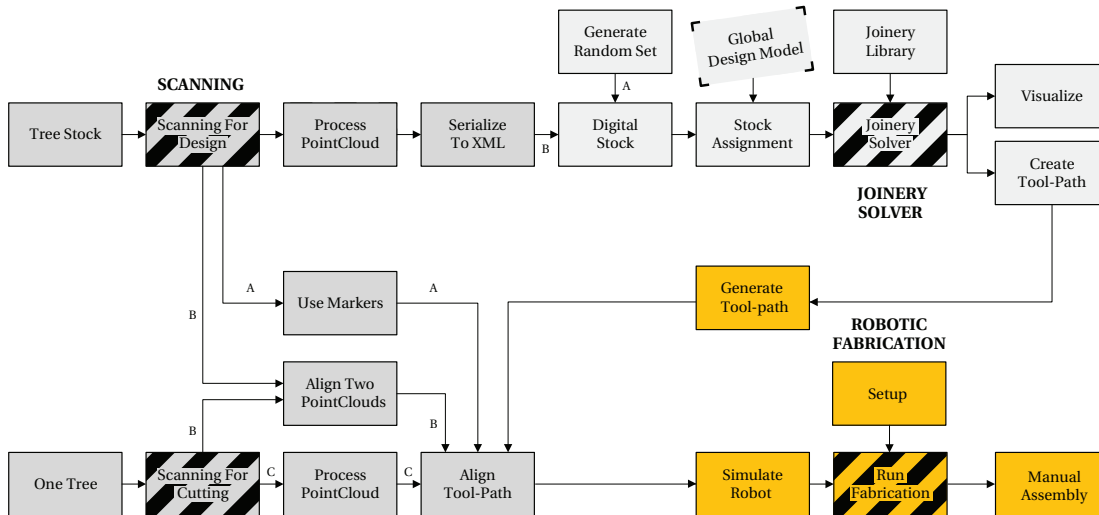 Generate
Random Set
Global
Design Model
Joinery
Library
SCANNING
A
Tree Stock
Scanning For
Design
Process
PointCloud
Serialize
To XML
B
Digital
Stock
Stock
Assignment
Joinery
Solver
Visualize
Create
Tool-Path
JOINERY
SOLVER
A
Use Markers
A
Generate
Tool-path
B
ROBOTIC
FABRICATION
Align Two
PointClouds
Setup
B
B
One Tree
Scanning For
Cutting
C
Process
PointCloud
C
Align
Tool-Path
Simulate
Robot
Run
Fabrication
Manual
Assembly